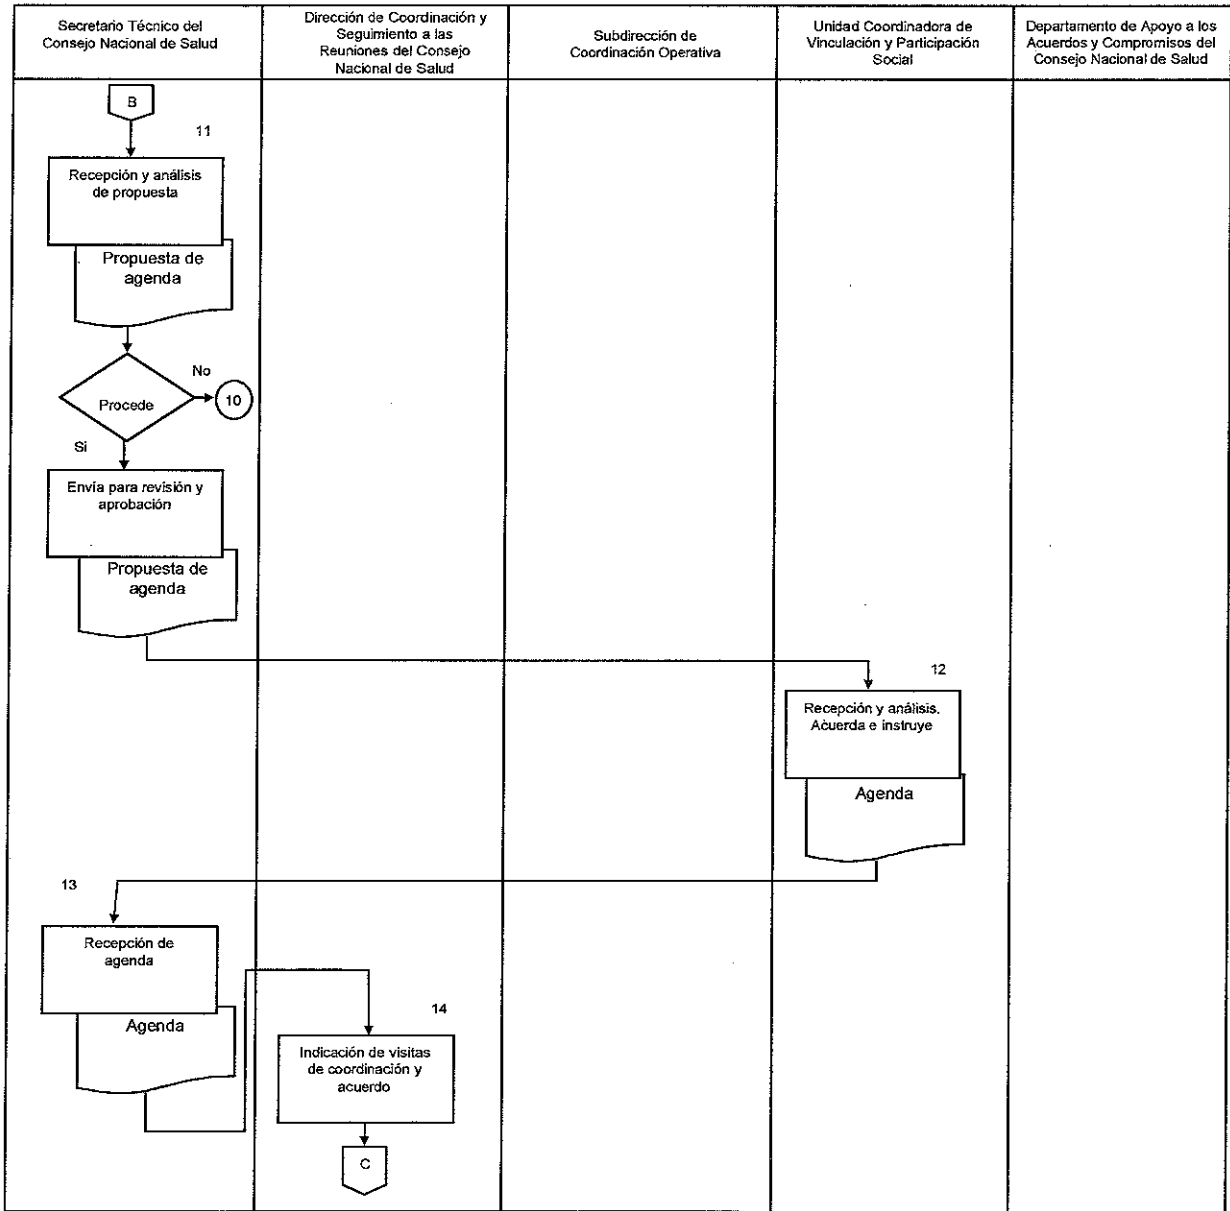 Secretario Técnico del
Consejo Nacional de Salud
Dirección de Coordinación y
Seguimiento a las
Reuniones del Consejo
Nacional de Salud
Subdirección de
Coordinación Operativa
Unidad Coordinadora de
Vinculación y Participación
Social
Departamento de Apoyo a los
Acuerdos y Compromisos del
Consejo Nacional de Salud
B
11
Recepción y análisis
de propuesta
Propuesta de
agenda
No
Procede
10
Si
Envía para revisión y
aprobación
Propuesta de
agenda
12
Recepción y análisis.
Acuerda e instruye
Agenda
13
Recepción de
agenda
Agenda
14
Indicación de visitas
de coordinación y
acuerdo
C